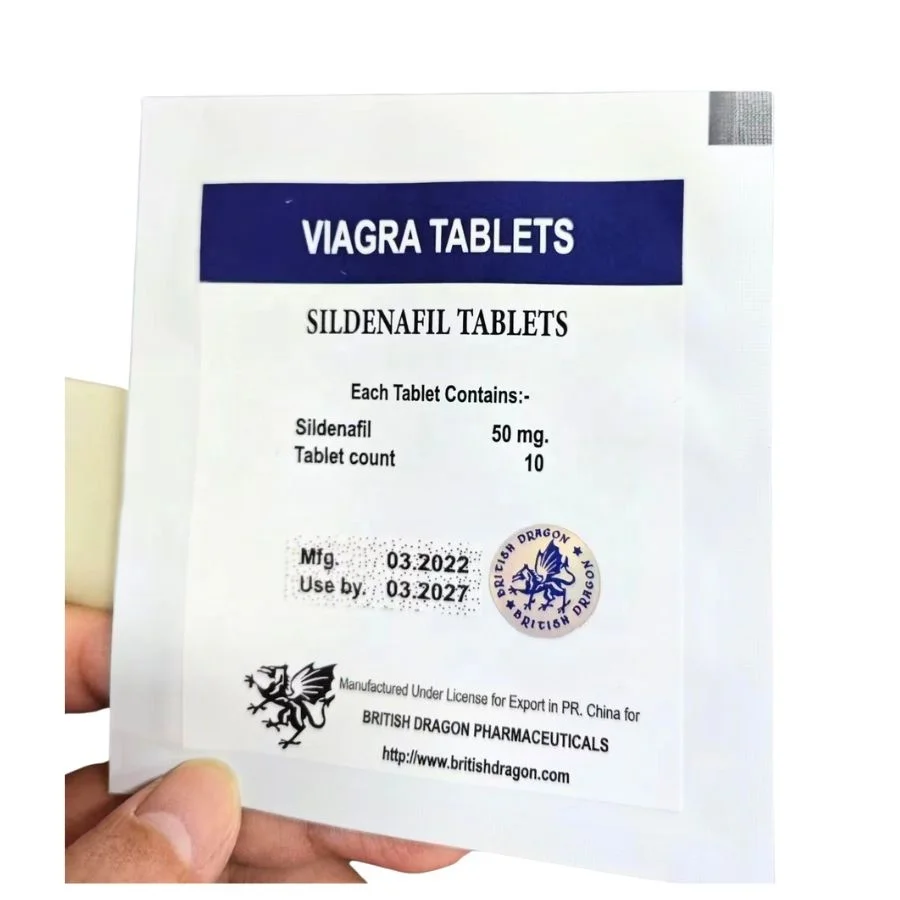 VIAGRA TABLETS
SILDENAFIL TABLETS
Each Tablet Contains:-
Sildenafil 50 mg.
Tablet count 10
Mfg. 03.2022
Use by. 03.2027
BRITISH DRAGON
BRITISH DRAGON
Manufactured Under License for Export in PR. China for
BRITISH DRAGON PHARMACEUTICALS
http://www.britishdragon.com